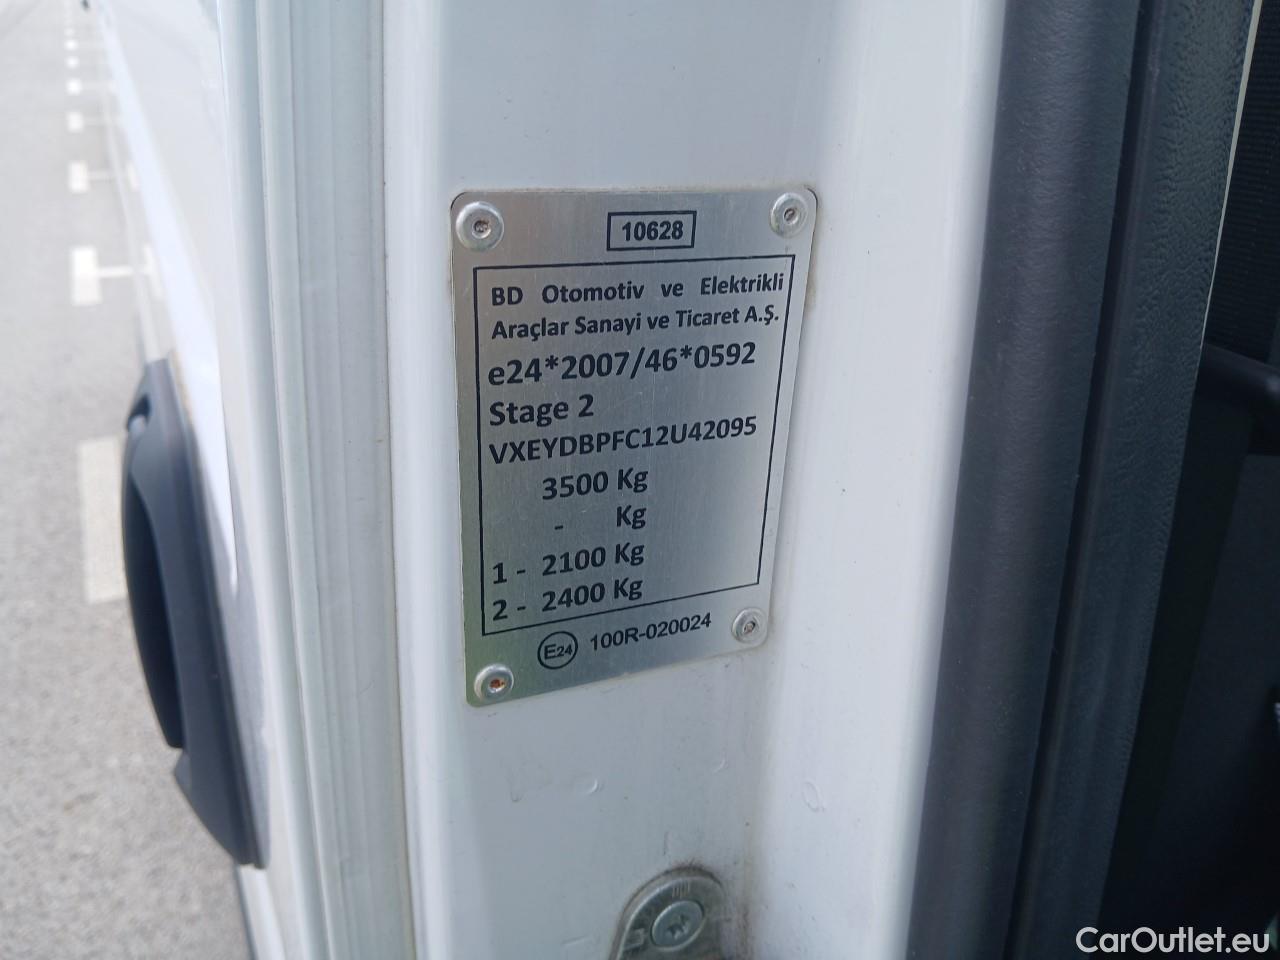 10628
BD Otomotiv ve Elektrikli
Araçlar Sanayi ve Ticaret A.Ş.
e24*2007/46*0592
Stage 2
VXEYDBPFC12U42095
3500 Kg
- Kg
1 - 2100 Kg
2 - 2400 Kg
E24 100R-020024
CarOutlet.eu